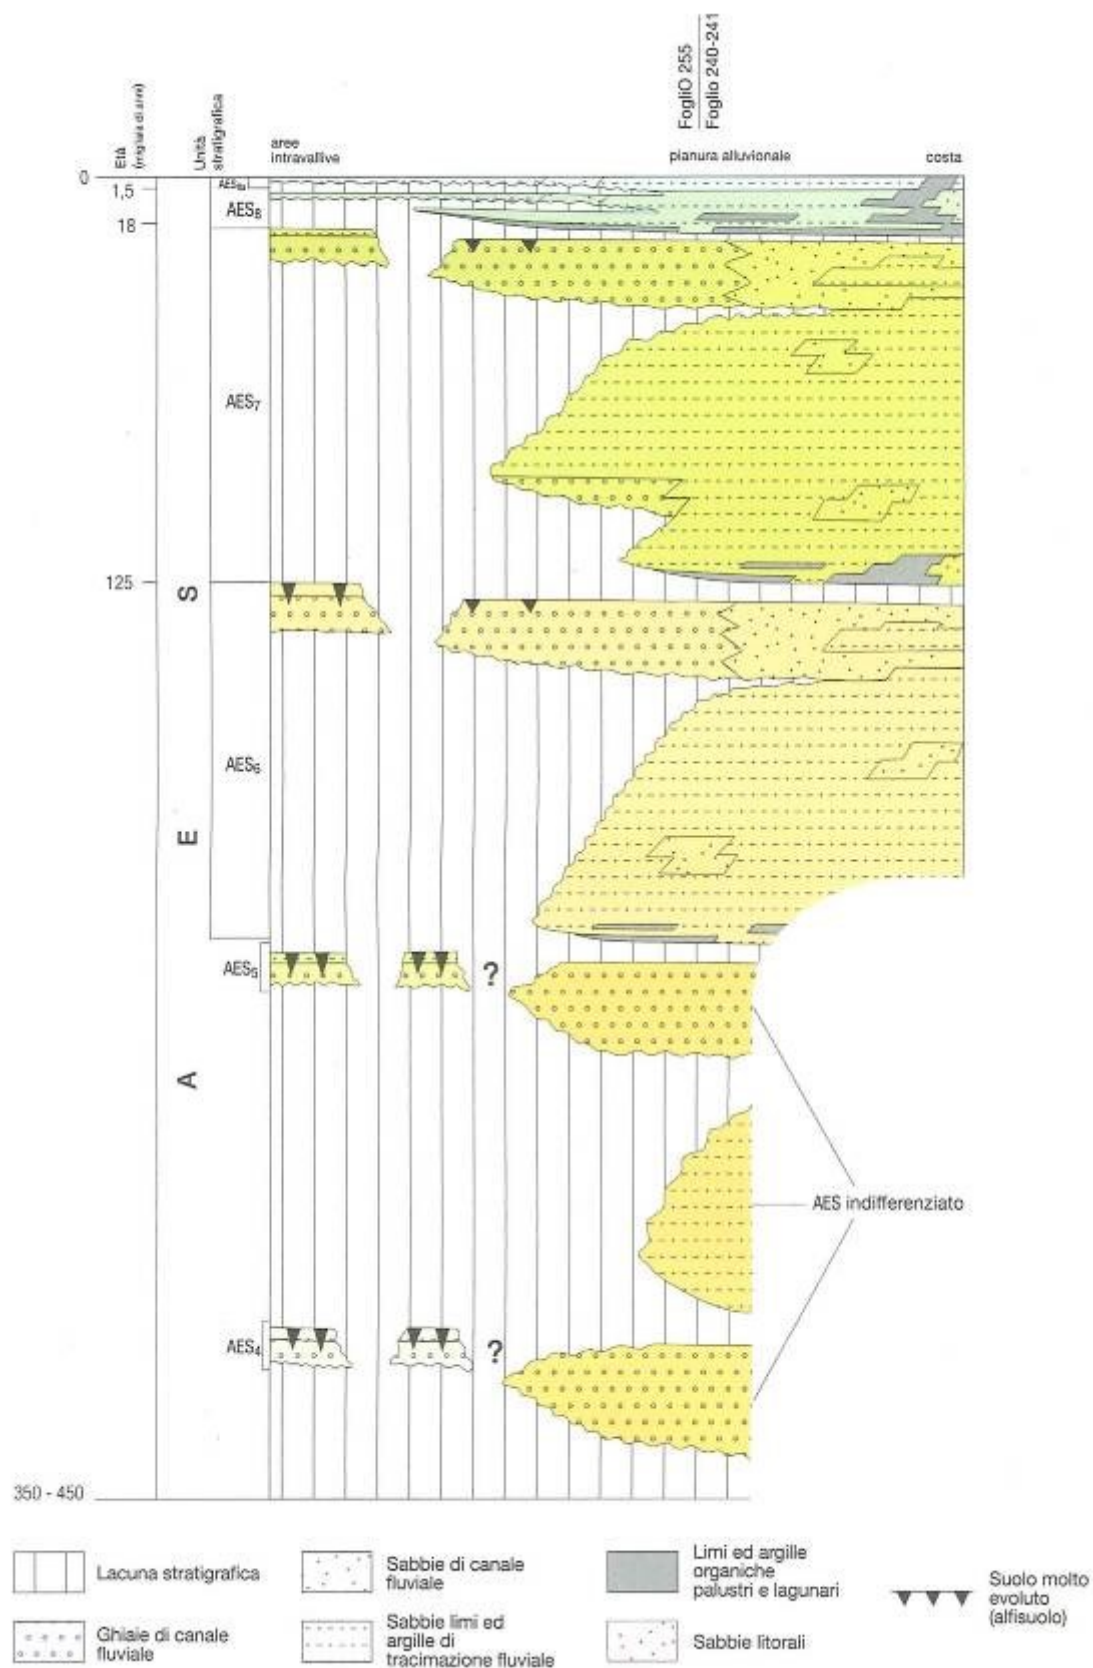 FogliO 255
Foglio 240-241
Età
(migliaia di anni)
Unità
stratigrafica
aree
intravallive
pianura alluvionale
costa
0
1,5
18
125
350 - 450
AES8a
AES8
AES7
AES6
AES5
AES4
S
E
A
?
?
AES indifferenziato
Lacuna stratigrafica
Ghiaie di canale
fluviale
Sabbie di canale
fluviale
Sabbie limi ed
argille di
tracimazione fluviale
Limi ed argille
organiche
palustri e lagunari
Sabbie litorali
Suolo molto
evoluto
(alfisuolo)